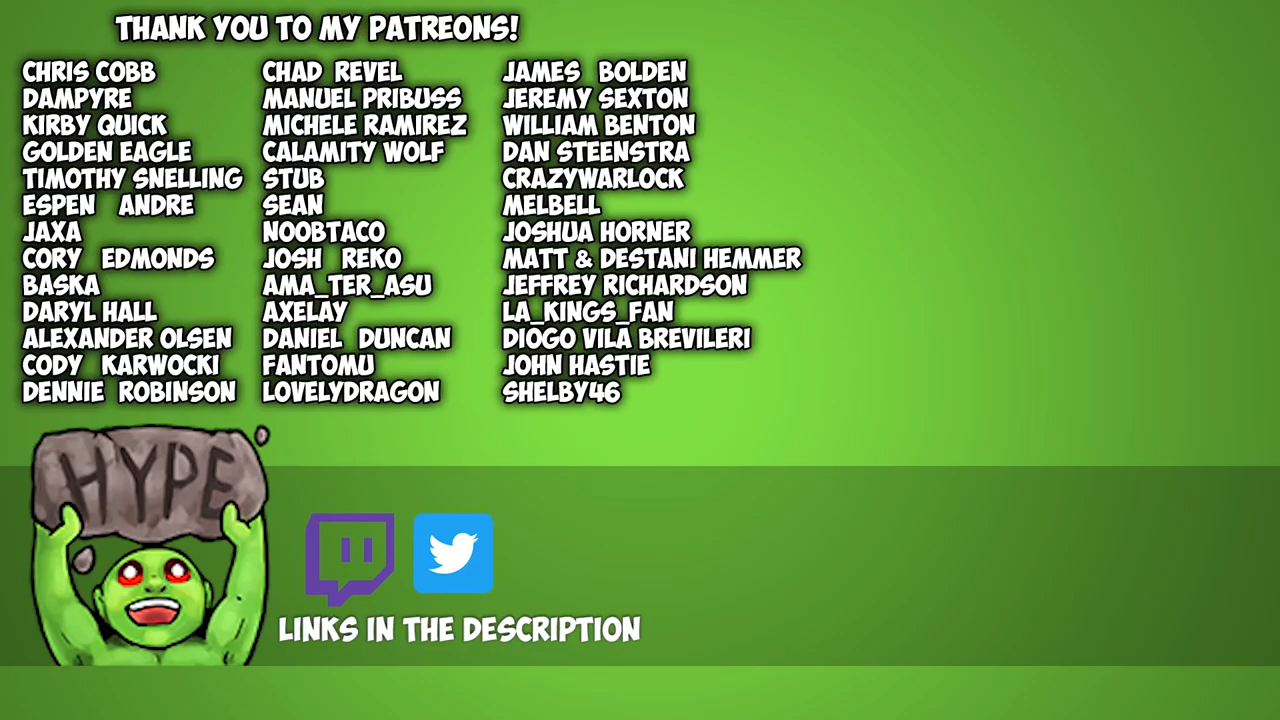 THANK YOU TO MY PATREONS!
CHRIS COBB
DAMPYRE
KIRBY QUICK
GOLDEN EAGLE
TIMOTHY SNELLING
ESPEN ANDRE
JAXA
CORY EDMONDS
BASKA
DARYL HALL
ALEXANDER OLSEN
CODY KARWOCKI
DENNIE ROBINSON
CHAD REVEL
MANUEL PRIBUSS
MICHELE RAMIREZ
CALAMITY WOLF
STUB
SEAN
NOOBTACO
JOSH REKO
AMA_TER_ASU
AXELAY
DANIEL DUNCAN
FANTOMU
LOVELYDRAGON
JAMES BOLDEN
JEREMY SEXTON
WILLIAM BENTON
DAN STEENSTRA
CRAZYWARLOCK
MELBELL
JOSHUA HORNER
MATT & DESTANI HEMMER
JEFFREY RICHARDSON
LA_KINGS_FAN
DIOGO VILA BREVILERI
JOHN HASTIE
SHELBY46
HYPE
LINKS IN THE DESCRIPTION